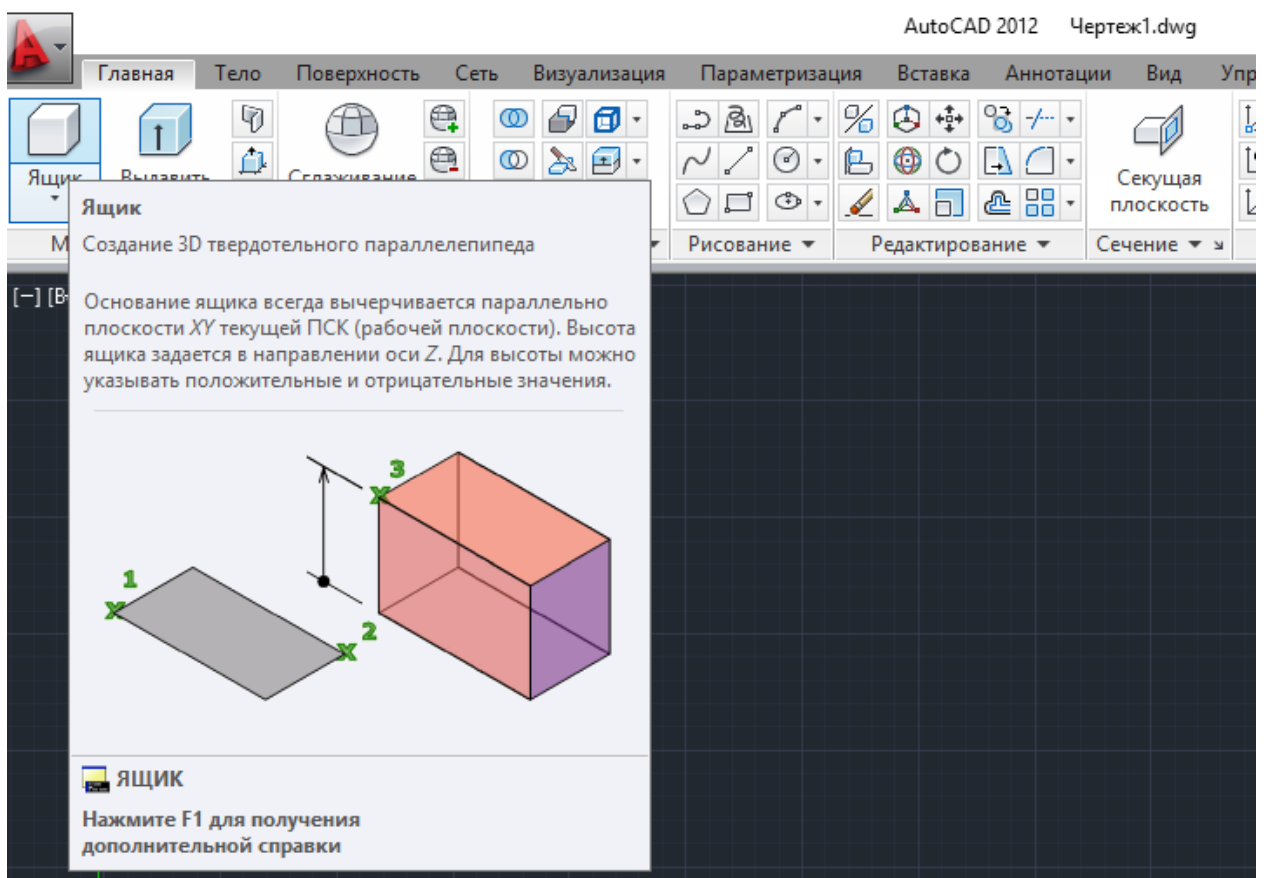 AutoCAD 2012 Чертеж1.dwg
Главная Тело Поверхность Сеть Визуализация Параметризация Вставка Аннотации Вид Упр
Ящик Выдавить Сглаживание
Секущая
плоскость
М Рисование Редактирование Сечение
Ящик
Создание 3D твердотельного параллелепипеда
Основание ящика всегда вычерчивается параллельно
плоскости XY текущей ПСК (рабочей плоскости). Высота
ящика задается в направлении оси Z. Для высоты можно
указывать положительные и отрицательные значения.
3
1
2
ЯЩИК
Нажмите F1 для получения
дополнительной справки
[−] [В